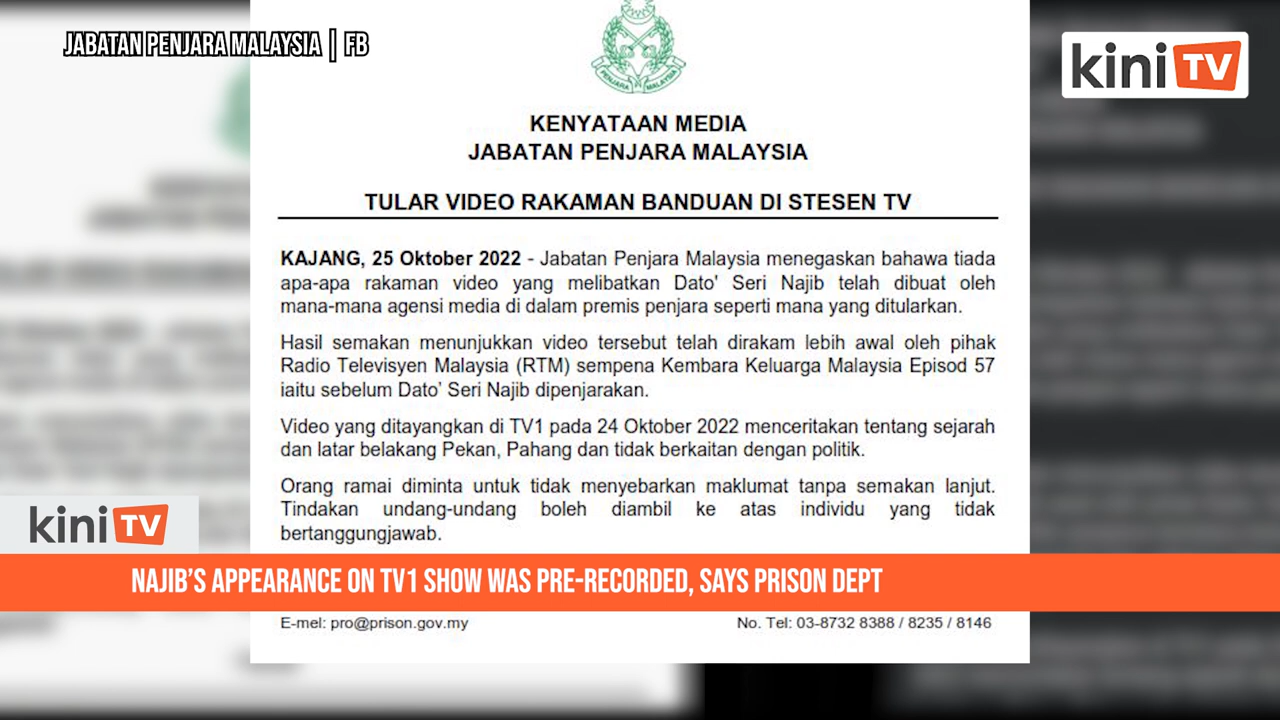 JABATAN PENJARA MALAYSIA | FB
kini TV
PENJARA MALAYSIA
KENYATAAN MEDIA
JABATAN PENJARA MALAYSIA
TULAR VIDEO RAKAMAN BANDUAN DI STESEN TV
KAJANG, 25 Oktober 2022 - Jabatan Penjara Malaysia menegaskan bahawa tiada
apa-apa rakaman video yang melibatkan Dato' Seri Najib telah dibuat oleh
mana-mana agensi media di dalam premis penjara seperti mana yang ditularkan.
Hasil semakan menunjukkan video tersebut telah dirakam lebih awal oleh pihak
Radio Televisyen Malaysia (RTM) sempena Kembara Keluarga Malaysia Episod 57
iaitu sebelum Dato' Seri Najib dipenjarakan.
Video yang ditayangkan di TV1 pada 24 Oktober 2022 menceritakan tentang sejarah
dan latar belakang Pekan, Pahang dan tidak berkaitan dengan politik.
Orang ramai diminta untuk tidak menyebarkan maklumat tanpa semakan lanjut.
Tindakan undang-undang boleh diambil ke atas individu yang tidak
bertanggungjawab.
kini TV
NAJIB'S APPEARANCE ON TV1 SHOW WAS PRE-RECORDED, SAYS PRISON DEPT
E-mel: pro@prison.gov.my
No. Tel: 03-8732 8388 / 8235 / 8146